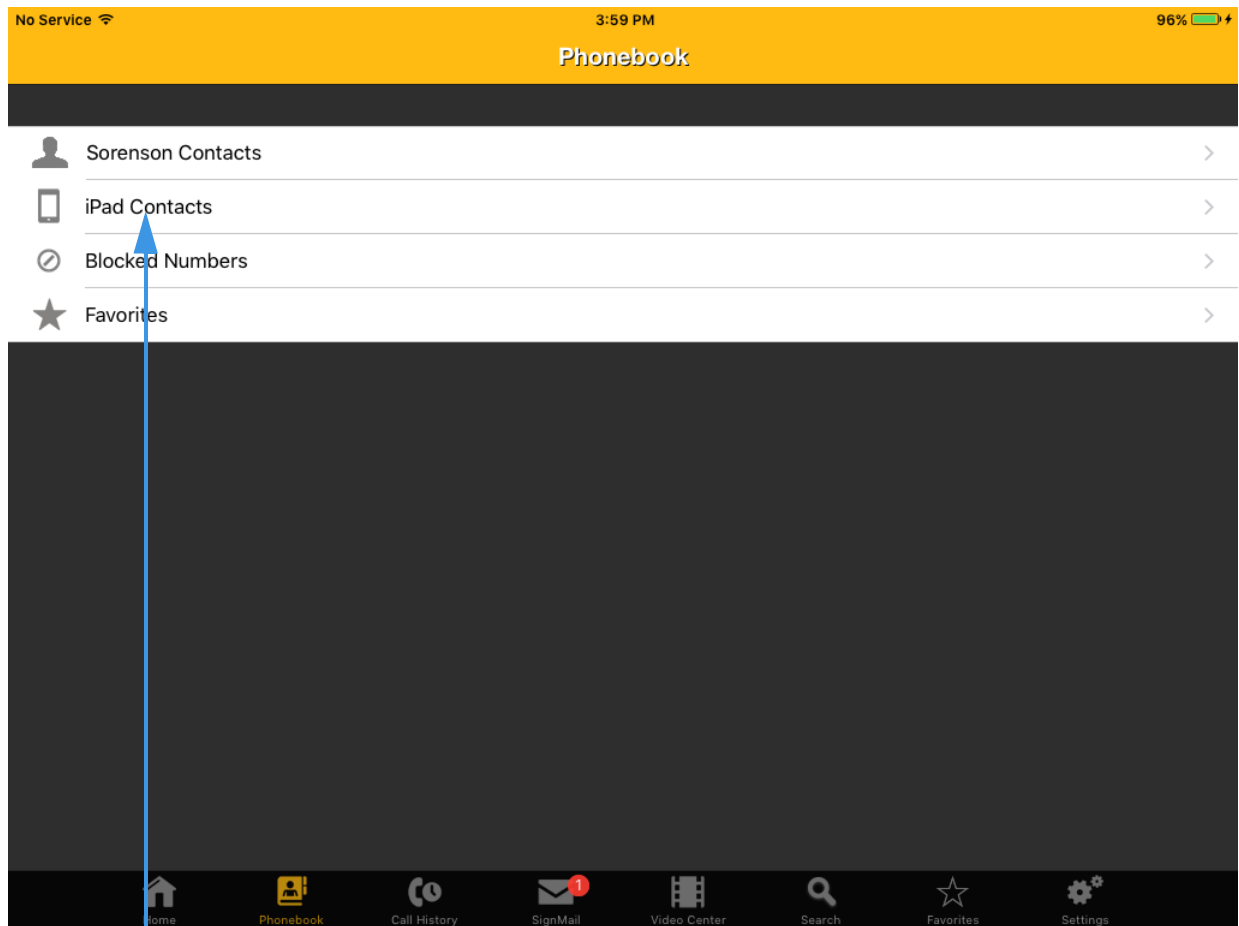 No Service 3:59 PM 96%
Phonebook
Sorenson Contacts
iPad Contacts
Blocked Numbers
Favorites
1
Home Phonebook Call History SignMail Video Center Search Favorites Settings